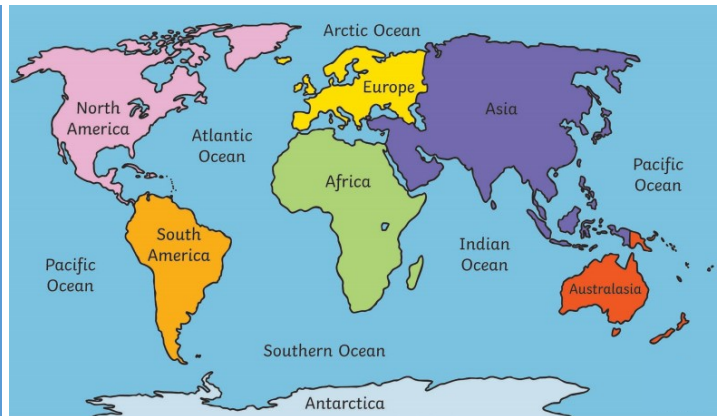 Arctic Ocean
North
America
Europe
Asia
Atlantic
Ocean
Africa
Pacific
Ocean
South
America
Indian
Ocean
Pacific
Ocean
Australasia
Southern Ocean
Antarctica